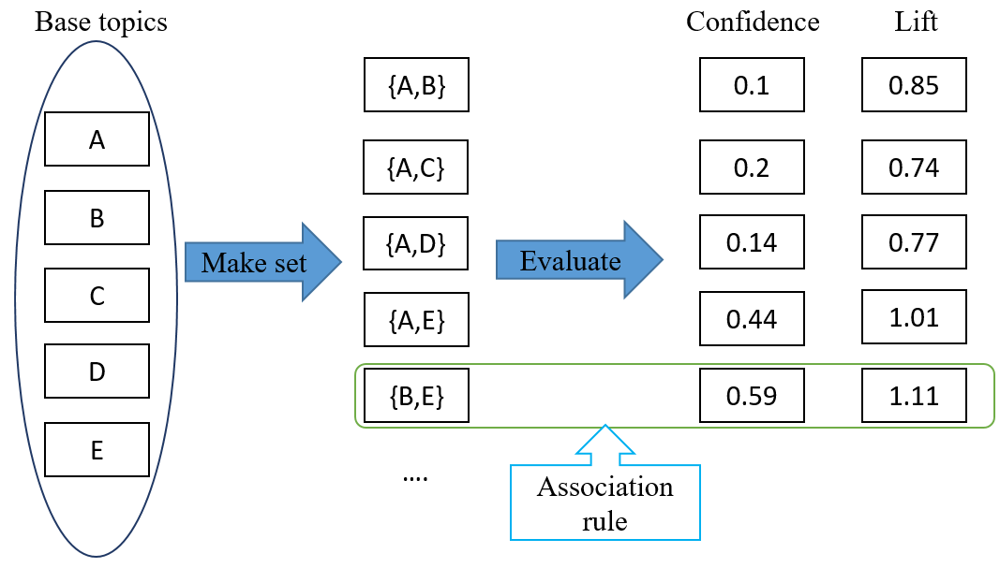 Base topics
Confidence
Lift
A
B
C
D
E
Make set
{A,B}
{A,C}
{A,D}
{A,E}
{B,E}
....
Evaluate
0.1
0.85
0.2
0.74
0.14
0.77
0.44
1.01
0.59
1.11
Association
rule